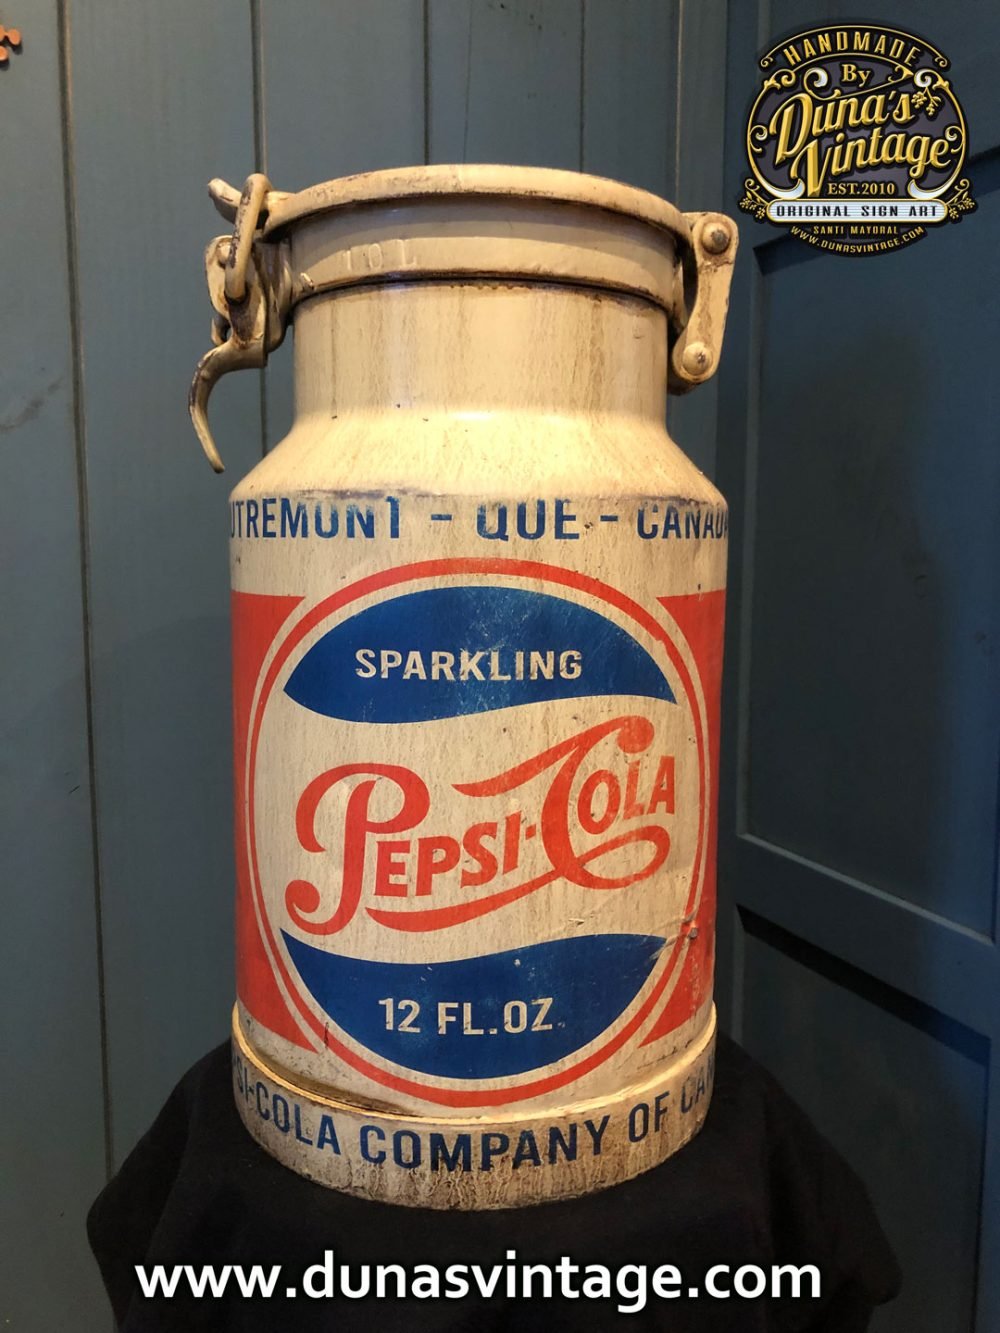 HANDMADE
By
Duna's
Vintage
EST.2010
ORIGINAL SIGN ART
SANTI MAYORAL
WWW.DUNASVINTAGE.COM
10L
UTREMONT - QUE - CANADA
SPARKLING
PEPSI-COLA
12 FL.OZ.
SI-COLA COMPANY OF CA
www.dunasvintage.com